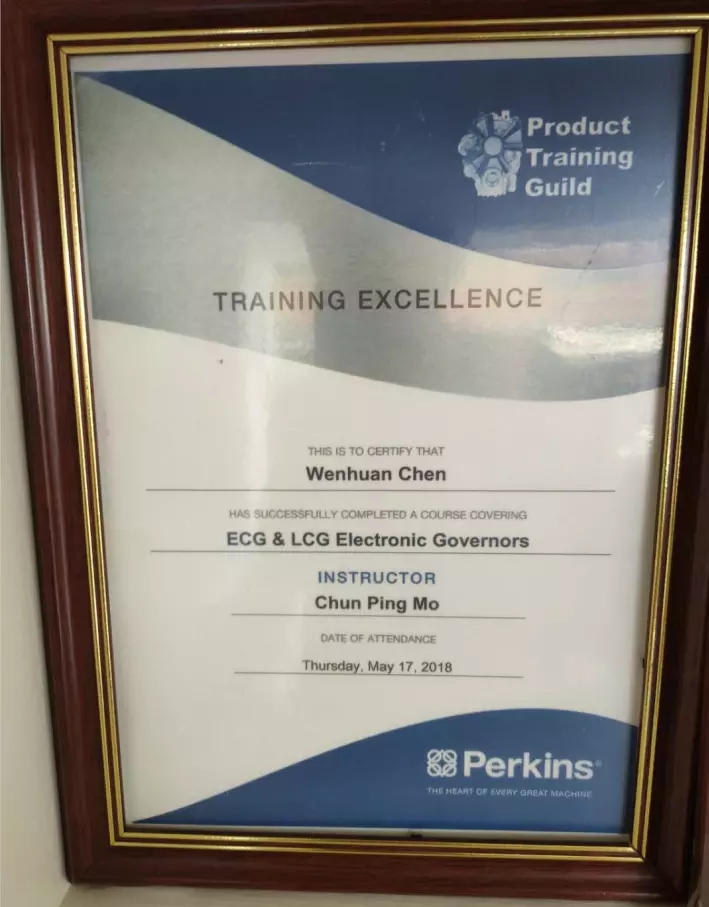 Product
Training
Guild
TRAINING EXCELLENCE
THIS IS TO CERTIFY THAT
Wenhuan Chen
HAS SUCCESSFULLY COMPLETED A COURSE COVERING
ECG & LCG Electronic Governors
INSTRUCTOR
Chun Ping Mo
DATE OF ATTENDANCE
Thursday, May 17, 2018
Perkins®
THE HEART OF EVERY GREAT MACHINE